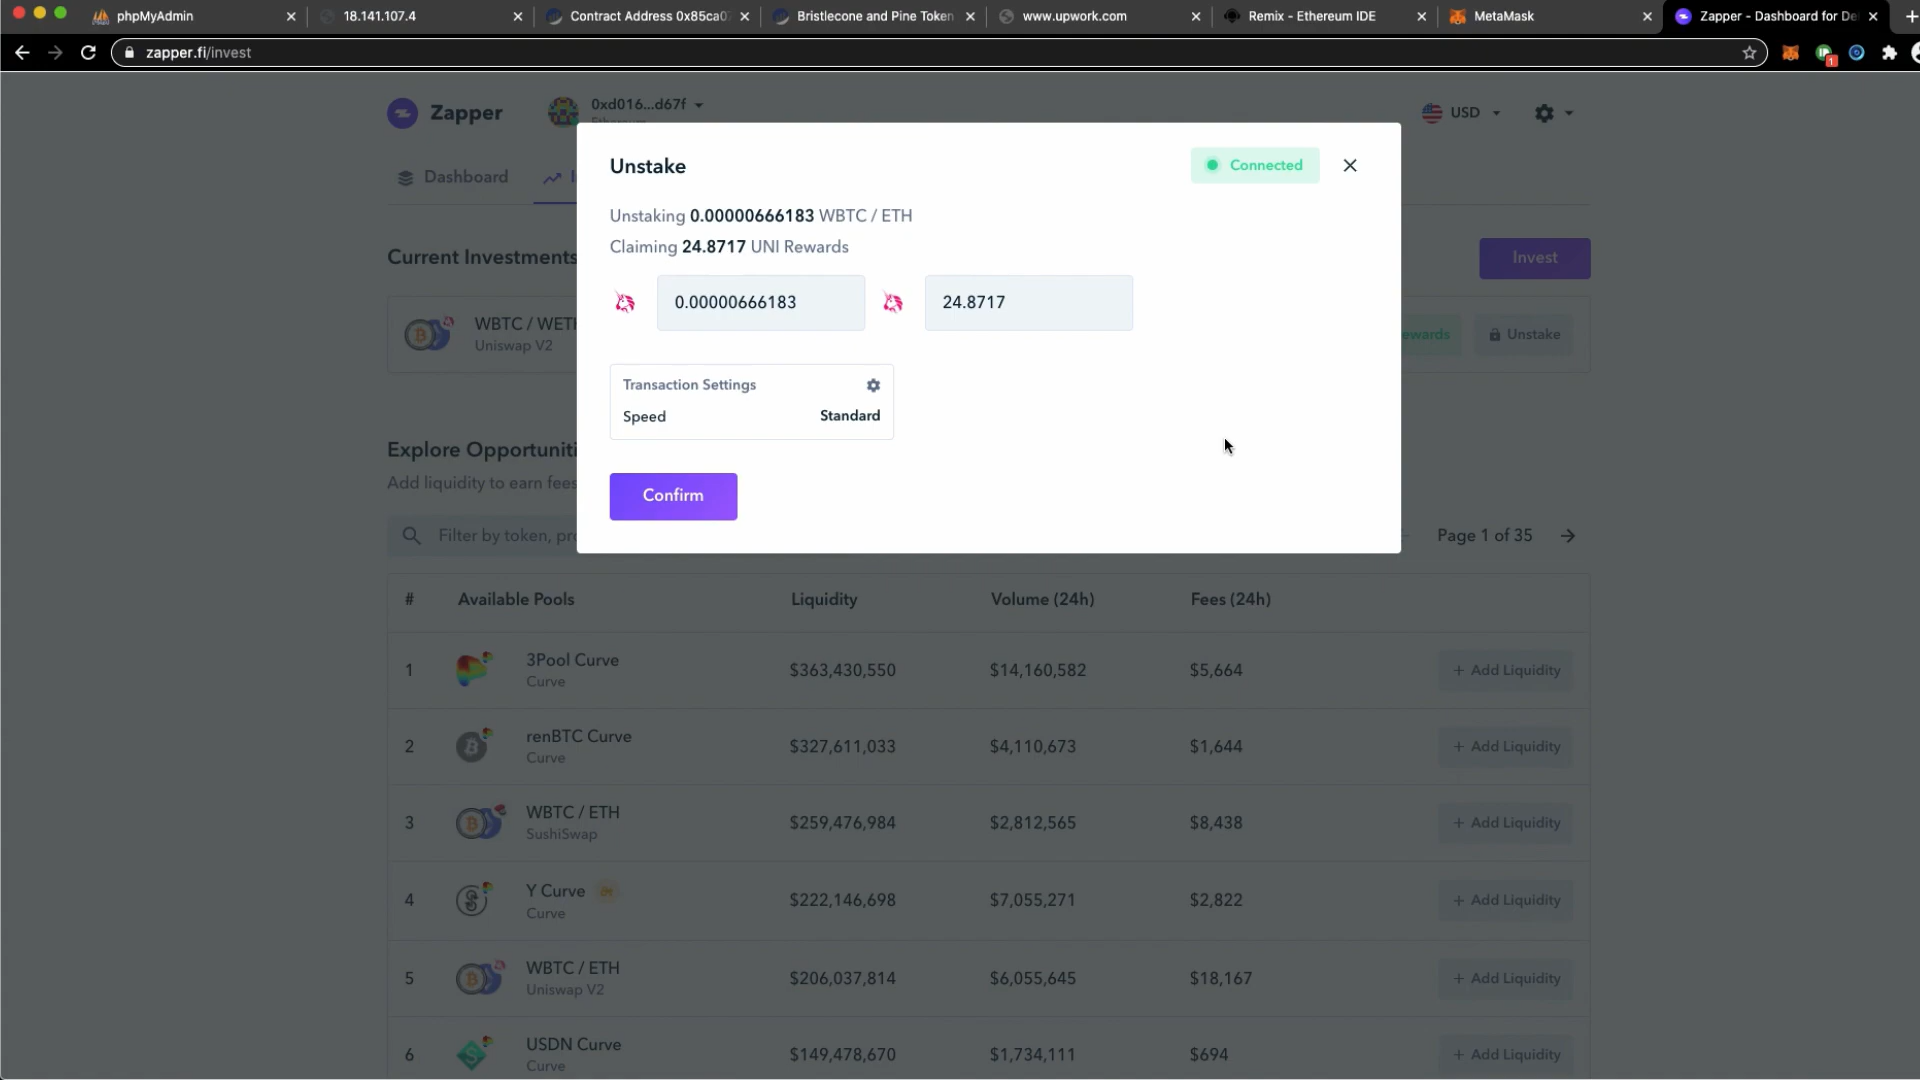 phpMyAdmin
18.141.107.4
Contract Address 0x85ca0
Bristlecone and Pine Token
www.upwork.com
Remix - Ethereum IDE
MetaMask
Zapper - Dashboard for De
zapper.fi/invest
1
Zapper
0xd016...d67f
Ethereum
USD
Dashboard
Unstake
Connected
Unstaking 0.00000666183 WBTC / ETH
Claiming 24.8717 UNI Rewards
0.00000666183
24.8717
Transaction Settings
Speed
Standard
Confirm
Current Investments
Invest
WBTC / WETH
Uniswap V2
ewards
Unstake
Explore Opportuniti
Add liquidity to earn fees
Filter by token, pro
Page 1 of 35
# Available Pools Liquidity Volume (24h) Fees (24h)
1 3Pool Curve $363,430,550 $14,160,582 $5,664 + Add Liquidity
Curve
2 renBTC Curve $327,611,033 $4,110,673 $1,644 + Add Liquidity
Curve
3 WBTC / ETH $259,476,984 $2,812,565 $8,438 + Add Liquidity
SushiSwap
4 Y Curve $222,146,698 $7,055,271 $2,822 + Add Liquidity
Curve
5 WBTC / ETH $206,037,814 $6,055,645 $18,167 + Add Liquidity
Uniswap V2
6 USDN Curve $149,478,670 $1,734,111 $694 + Add Liquidity
Curve